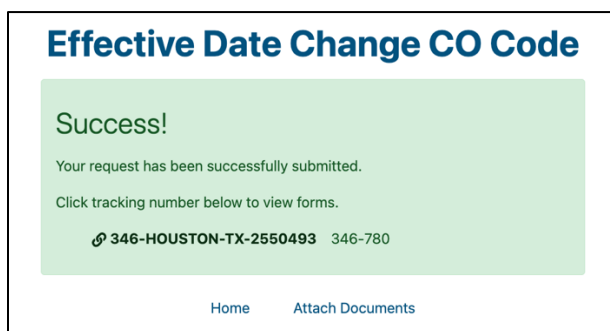 Effective Date Change CO Code
Success!
Your request has been successfully submitted.
Click tracking number below to view forms.
346-HOUSTON-TX-2550493 346-780
Home Attach Documents